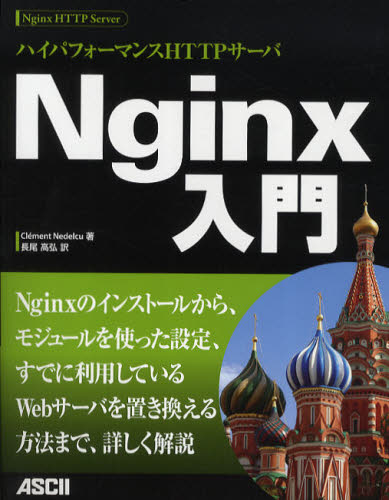 Nginx HTTP Server
ハイパフォーマンスHTTPサーバ
Nginx
入門
Clément Nedelcu 著
長尾 高弘 訳
Nginxのインストールから、
モジュールを使った設定、
すでに利用している
Webサーバを置き換える
方法まで、詳しく解説
ASCII